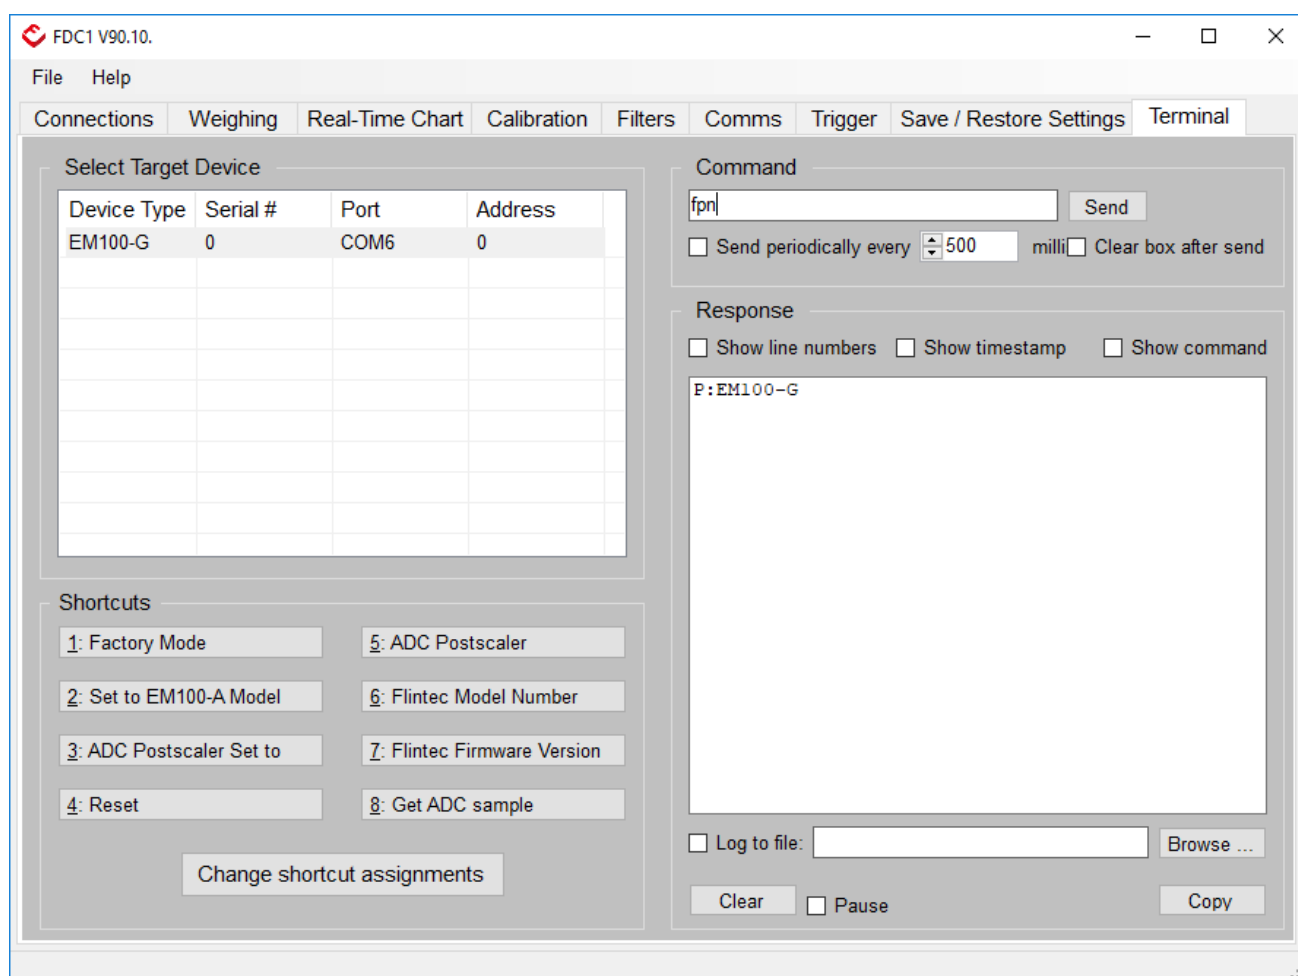 FDC1 V90.10.
File Help
Connections Weighing Real-Time Chart Calibration Filters Comms Trigger Save / Restore Settings Terminal
Select Target Device
Device Type Serial # Port Address
EM100-G 0 COM6 0
Shortcuts
1: Factory Mode
5: ADC Postscaler
2: Set to EM100-A Model
6: Flintec Model Number
3: ADC Postscaler Set to
7: Flintec Firmware Version
4: Reset
8: Get ADC sample
Change shortcut assignments
Command
fpn
Send
Send periodically every 500 milli
Clear box after send
Response
Show line numbers Show timestamp Show command
P:EM100-G
Log to file:
Browse ...
Clear
Pause
Copy